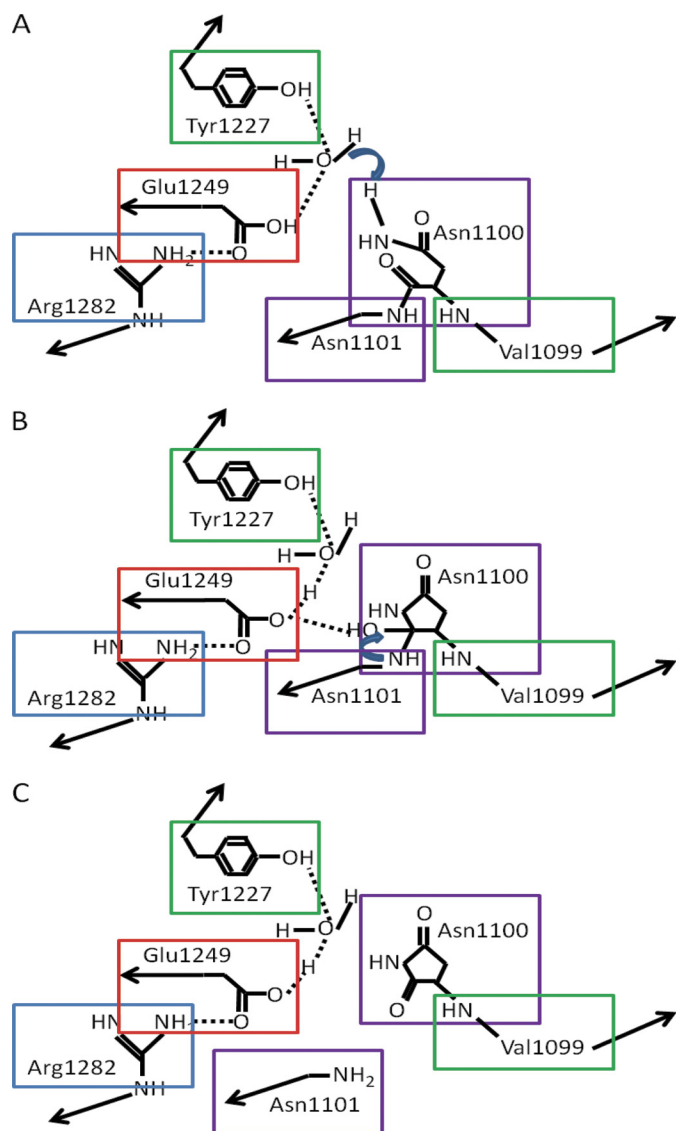 A
OH
Tyr1227
H
H
O
Glu1249
H
OH
O
Asn1100
HN
O
O
HN
NH₂
Arg1282
NH
NH
HN
Asn1101
Val1099
B
OH
Tyr1227
H
H
O
Glu1249
H
O
Asn1100
O
HN
HO
O
HN
NH₂
NH
HN
Arg1282
NH
Asn1101
Val1099
C
OH
Tyr1227
H
H
O
O
Asn1100
Glu1249
H
HN
O
O
O
HN
NH₂
HN
Arg1282
Val1099
NH
NH₂
Asn1101